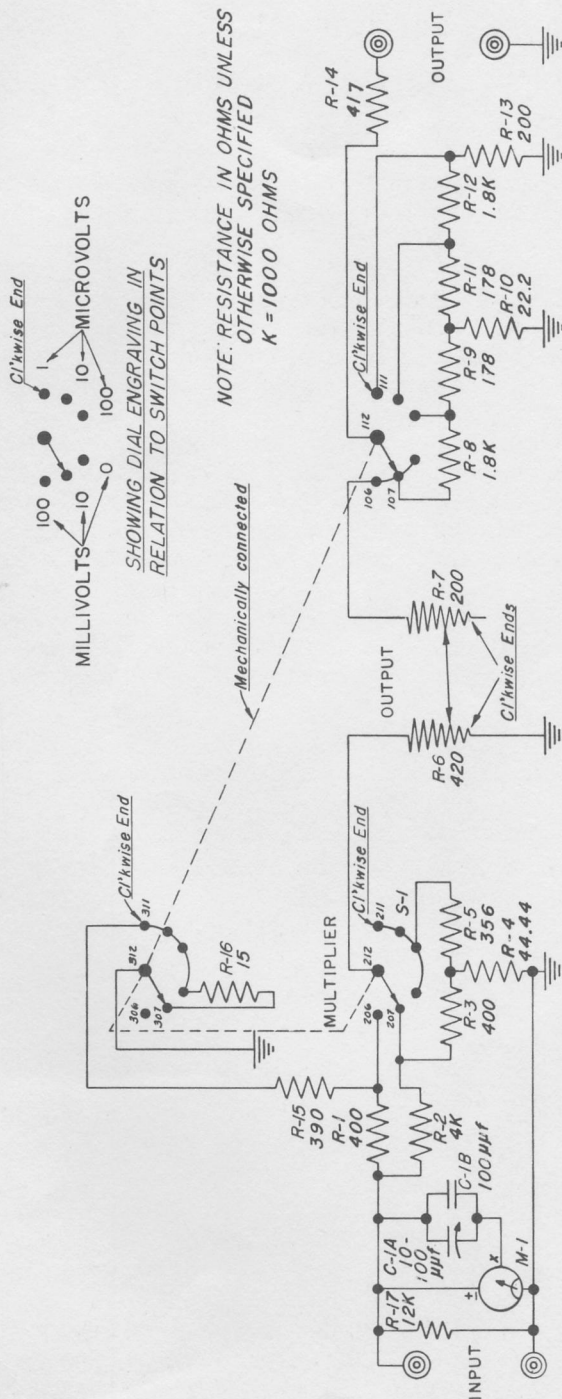 Cl'kwise End
100
1
MILLIVOLTS
10
10
MICROVOLTS
0
100
SHOWING DIAL ENGRAVING IN
RELATION TO SWITCH POINTS
NOTE: RESISTANCE IN OHMS UNLESS
OTHERWISE SPECIFIED
K = 1000 OHMS
Mechanically connected
Cl'kwise End
306
312
311
307
R-16
15
R-15
390
R-1
400
R-2
4K
MULTIPLIER
Cl'kwise End
206
212
211
207
S-1
R-3
400
R-5
356
R-4
44.44
C-1A
10-
100
µµf
C-1B
100µµf
R-17
12K
±
X
M-1
INPUT
OUTPUT
R-6
420
R-7
200
Cl'kwise Ends
Cl'kwise End
106
112
111
107
R-8
1.8K
R-9
178
R-11
178
R-10
22.2
R-12
1.8K
R-13
200
R-14
417
OUTPUT